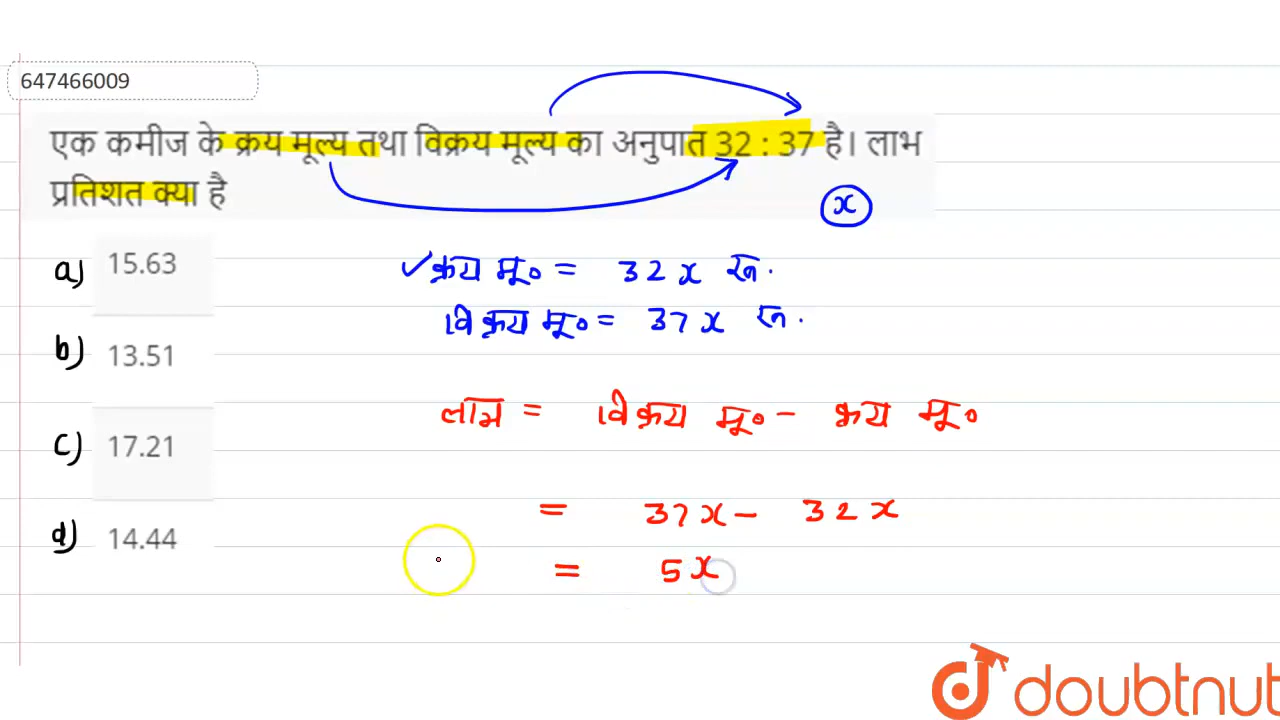 647466009
एक कमीज के क्रय मूल्य तथा विक्रय मूल्य का अनुपात 32 : 37 है। लाभ
प्रतिशत क्या है
x
a) 15.63
b) 13.51
c) 17.21
d) 14.44
✓क्रय मू० = 32x रु.
विक्रय मू० = 37x रु.
लाभ = विक्रय मू० - क्रय मू०
= 37x - 32x
= 5x
doubtnut